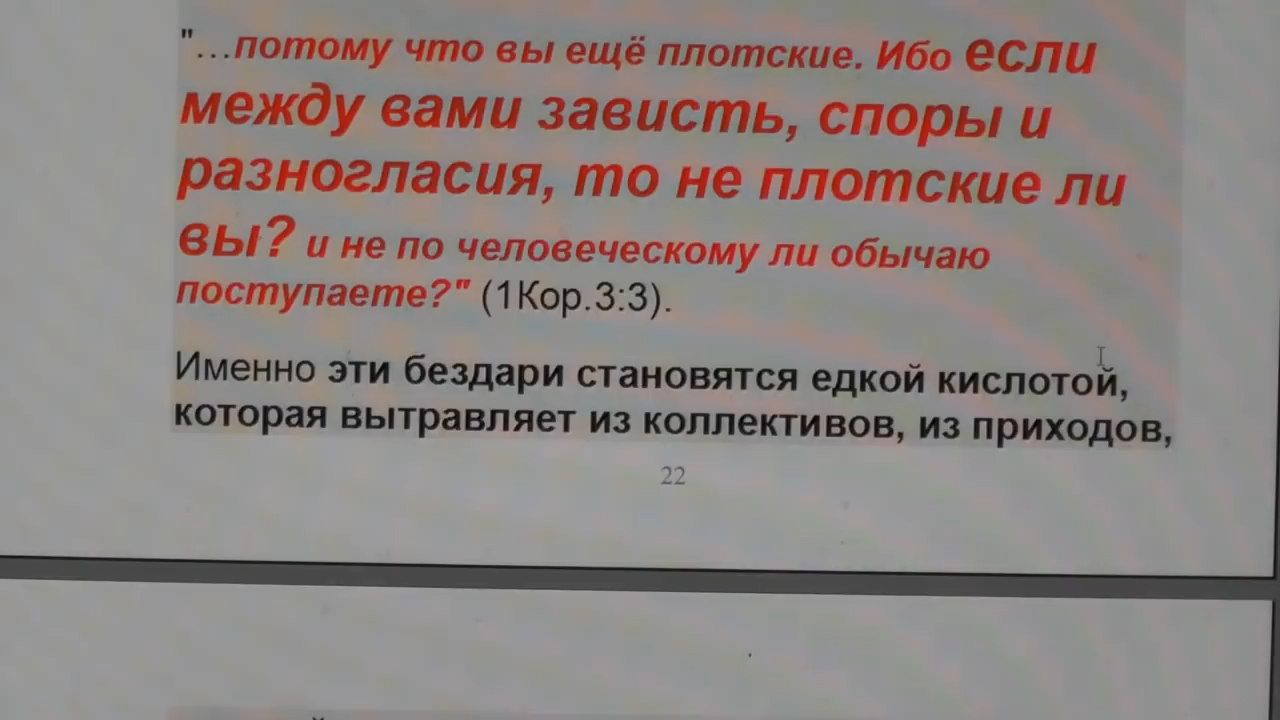 "…потому что вы ещё плотские. Ибо если
между вами зависть, споры и
разногласия, то не плотские ли
вы? и не по человеческому ли обычаю
поступаете?" (1Кор.3:3).
Именно эти бездари становятся едкой кислотой,
которая вытравляет из коллективов, из приходов,
22